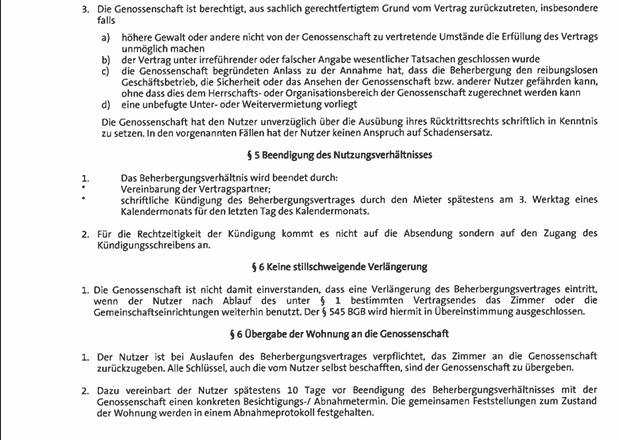 3. Die Genossenschaft ist berechtigt, aus sachlich gerechtfertigtem Grund vom Vertrag zurückzutreten, insbesondere
falls
a) höhere Gewalt oder andere nicht von der Genossenschaft zu vertretende Umstände die Erfüllung des Vertrags
unmöglich machen
b) der Vertrag unter irreführender oder falscher Angabe wesentlicher Tatsachen geschlossen wurde
c) die Genossenschaft begründeten Anlass zu der Annahme hat, dass die Beherbergung den reibungslosen
Geschäftsbetrieb, die Sicherheit oder das Ansehen der Genossenschaft bzw. anderer Nutzer gefährden kann,
ohne dass dies dem Herrschafts- oder Organisationsbereich der Genossenschaft zugerechnet werden kann
d) eine unbefugte Unter- oder Weitervermietung vorliegt
Die Genossenschaft hat den Nutzer unverzüglich über die Ausübung ihres Rücktrittsrechts schriftlich in Kenntnis
zu setzen. In den vorgenannten Fällen hat der Nutzer keinen Anspruch auf Schadensersatz.
§ 5 Beendigung des Nutzungsverhältnisses
1. Das Beherbergungsverhältnis wird beendet durch:
* Vereinbarung der Vertragspartner;
* schriftliche Kündigung des Beherbergungsvertrages durch den Mieter spätestens am 3. Werktag eines
Kalendermonats für den letzten Tag des Kalendermonats.
2. Für die Rechtzeitigkeit der Kündigung kommt es nicht auf die Absendung sondern auf den Zugang des
Kündigungsschreibens an.
§ 6 Keine stillschweigende Verlängerung
1. Die Genossenschaft ist nicht damit einverstanden, dass eine Verlängerung des Beherbergungsvertrages eintritt,
wenn der Nutzer nach Ablauf des unter § 1 bestimmten Vertragsendes das Zimmer oder die
Gemeinschaftseinrichtungen weiterhin benutzt. Der § 545 BGB wird hiermit in Übereinstimmung ausgeschlossen.
§ 6 Übergabe der Wohnung an die Genossenschaft
1. Der Nutzer ist bei Auslaufen des Beherbergungsvertrages verpflichtet, das Zimmer an die Genossenschaft
zurückzugeben. Alle Schlüssel, auch die vom Nutzer selbst beschafften, sind der Genossenschaft zu übergeben.
2. Dazu vereinbart der Nutzer spätestens 10 Tage vor Beendigung des Beherbergungsverhältnisses mit der
Genossenschaft einen konkreten Besichtigungs-/ Abnahmetermin. Die gemeinsamen Feststellungen zum Zustand
der Wohnung werden in einem Abnahmeprotokoll festgehalten.